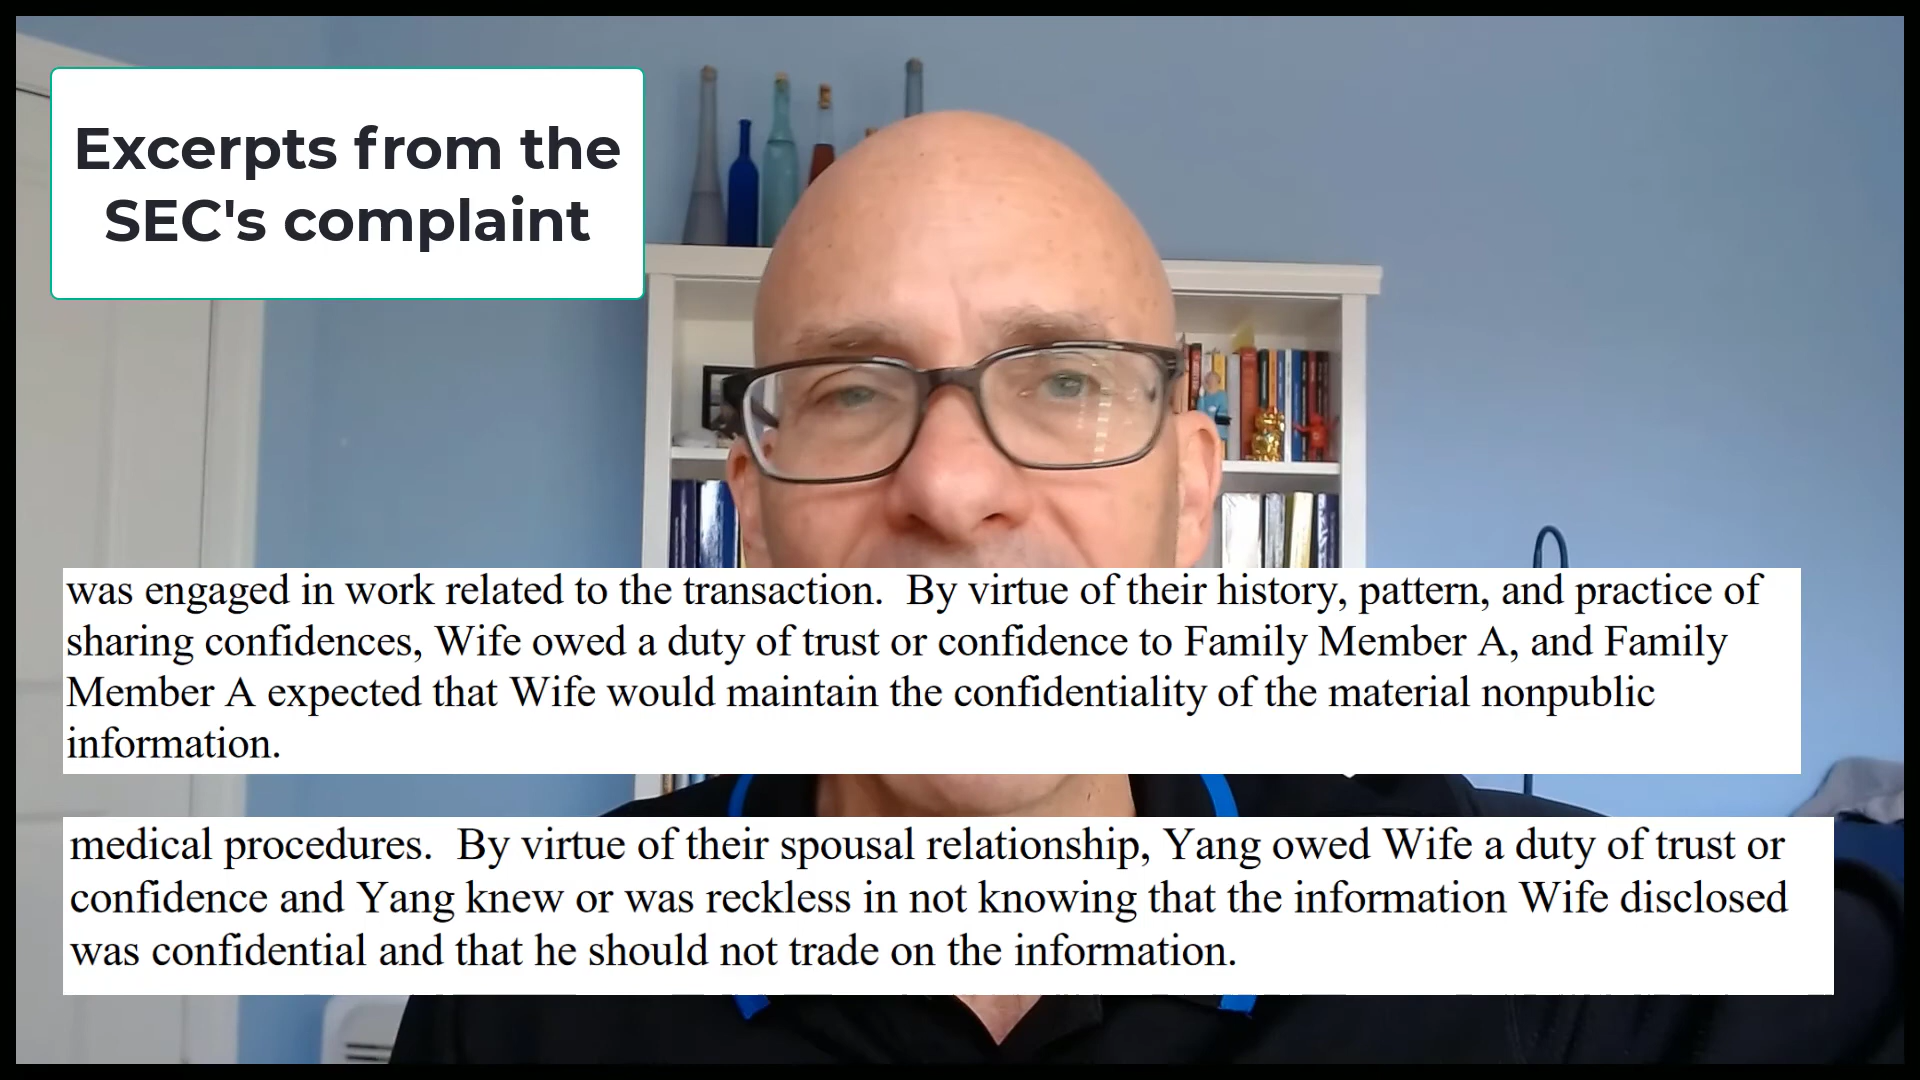 Excerpts from the
SEC's complaint
was engaged in work related to the transaction.  By virtue of their history, pattern, and practice of
sharing confidences, Wife owed a duty of trust or confidence to Family Member A, and Family
Member A expected that Wife would maintain the confidentiality of the material nonpublic
information.
medical procedures.  By virtue of their spousal relationship, Yang owed Wife a duty of trust or
confidence and Yang knew or was reckless in not knowing that the information Wife disclosed
was confidential and that he should not trade on the information.